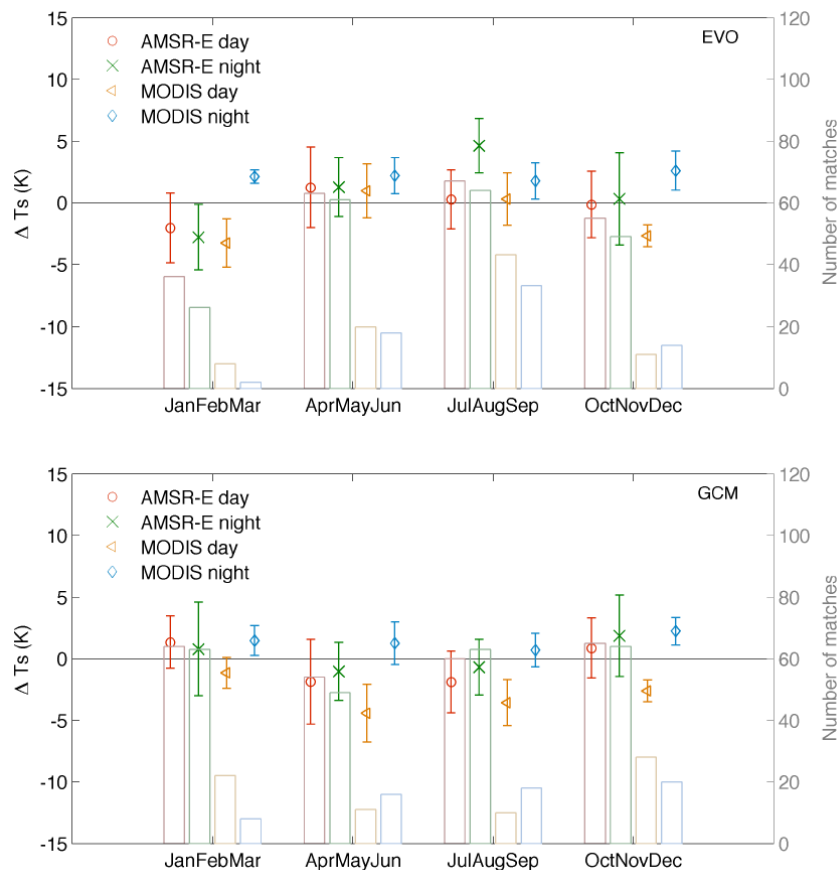 15
120
AMSR-E day
EVO
10
AMSR-E night
100
MODIS day
5
MODIS night
80
0
60
Δ Ts (K)
Number of matches
-5
40
-10
20
-15
0
JanFebMar AprMayJun JulAugSep OctNovDec
15
120
AMSR-E day
GCM
10
AMSR-E night
100
MODIS day
5
MODIS night
80
0
60
Δ Ts (K)
Number of matches
-5
40
-10
20
-15
0
JanFebMar AprMayJun JulAugSep OctNovDec